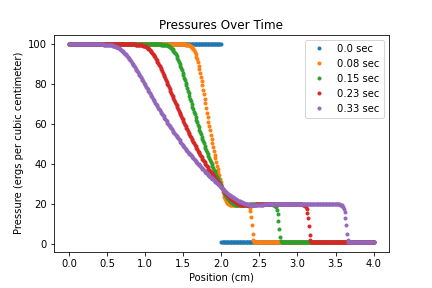 Pressures Over Time
Pressure (ergs per cubic centimeter)
100
80
60
40
20
0
0.0 sec
0.08 sec
0.15 sec
0.23 sec
0.33 sec
0.0 0.5 1.0 1.5 2.0 2.5 3.0 3.5 4.0
Position (cm)